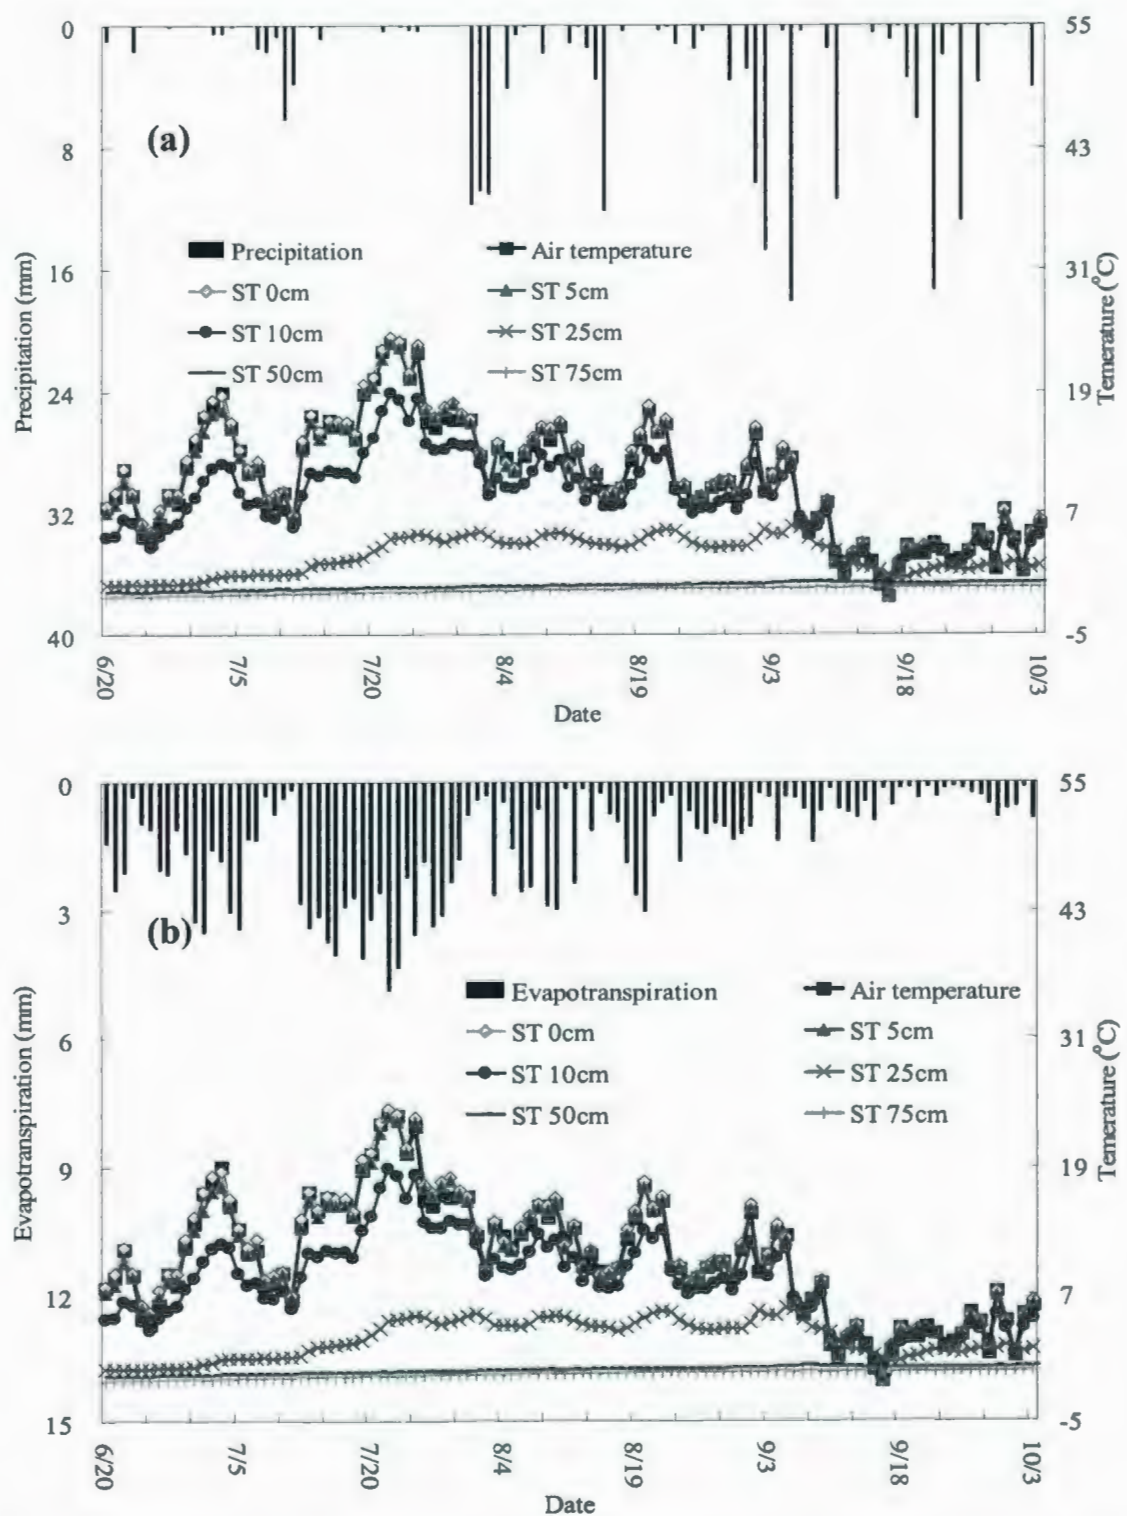 0
55
(a)
8
43
Precipitation
Air temperature
16
31
ST 0cm
ST 5cm
ST 10cm
ST 25cm
ST 50cm
ST 75cm
24
19
32
7
40
-5
Precipitation (mm)
Temerature (°C)
6/20
7/5
7/20
8/4
8/19
9/3
9/18
10/3
Date
0
55
3
43
(b)
Evapotranspiration
Air temperature
6
31
ST 0cm
ST 5cm
ST 10cm
ST 25cm
ST 50cm
ST 75cm
9
19
12
7
15
-5
Evapotranspiration (mm)
Temerature (°C)
6/20
7/5
7/20
8/4
8/19
9/3
9/18
10/3
Date